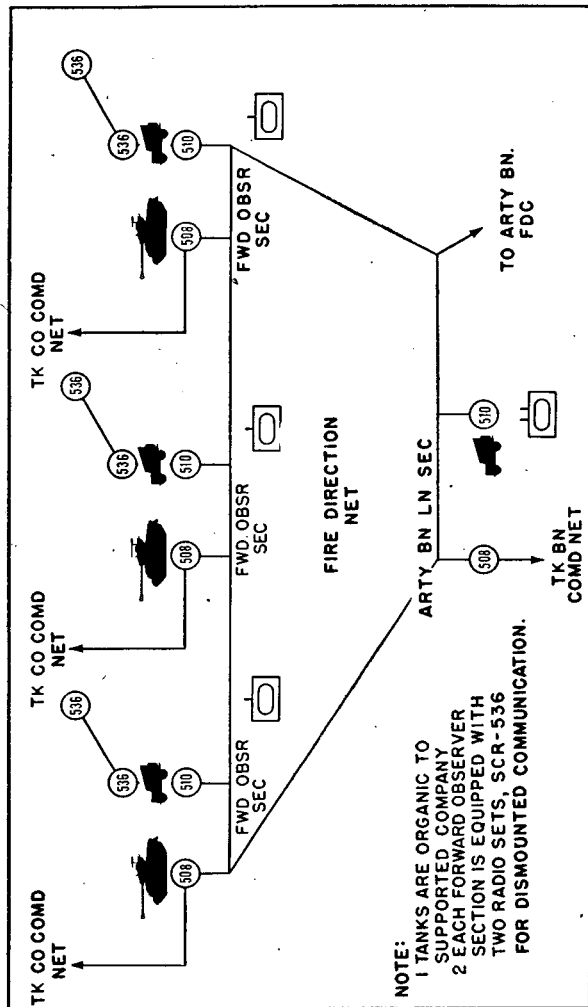 TK CO COMD
NET
TK CO COMD
NET
TK CO COMD
NET
536
536
536
536
536
536
508
510
508
510
508
510
FWD OBSR
SEC
FWD. OBSR
SEC
FWD OBSR
SEC
FIRE DIRECTION
NET
ARTY BN LN SEC
508
510
TK BN
COMD NET
TO ARTY BN.
FDC
NOTE:
1 TANKS ARE ORGANIC TO
SUPPORTED COMPANY
2 EACH FORWARD OBSERVER
SECTION IS EQUIPPED WITH
TWO RADIO SETS, SCR-536
FOR DISMOUNTED COMMUNICATION.